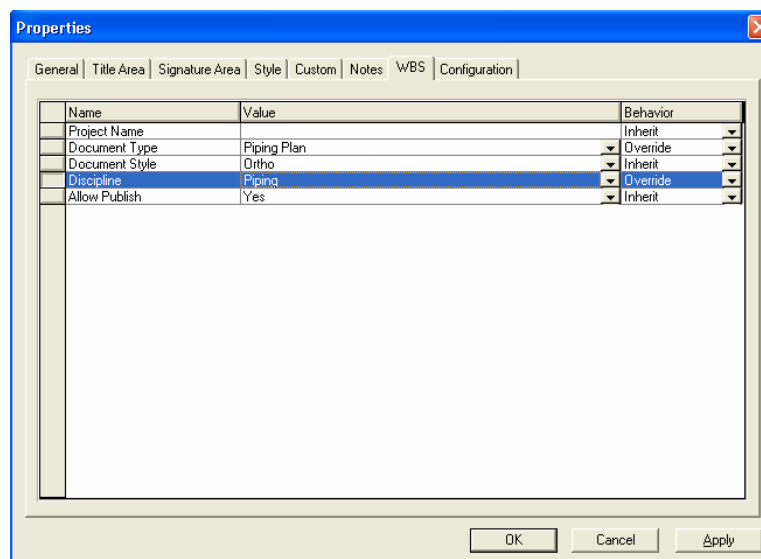 Properties
General Title Area Signature Area Style Custom Notes WBS Configuration
Name Value Behavior
Project Name Inherit
Document Type Piping Plan Override
Document Style Ortho Inherit
Discipline Piping Override
Allow Publish Yes Inherit
OK Cancel Apply